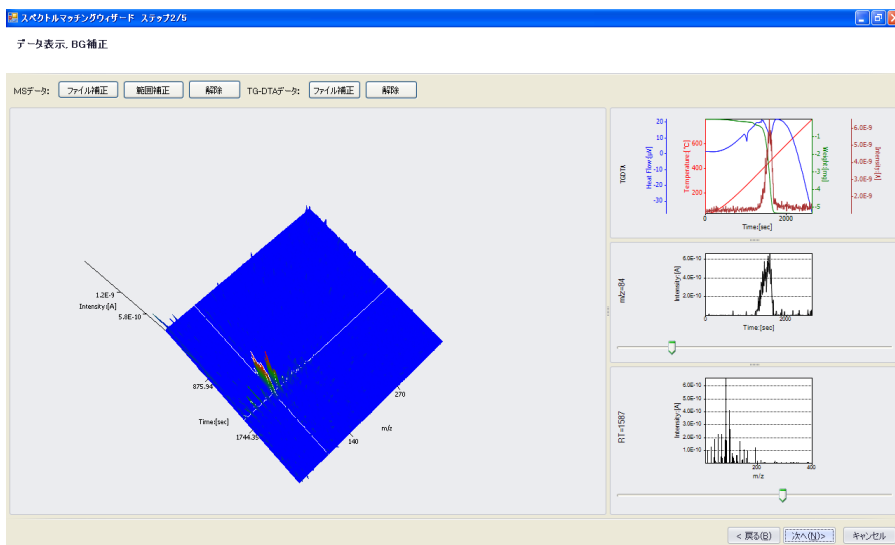 スペクトルマッチングウィザード ステップ2/5
データ表示, BG補正
MSデータ: ファイル補正 範囲補正 解除 TG-DTAデータ: ファイル補正 解除
1.2E-9
Intensity:[A]
5.8E-10
875.94
Time:[sec]
1744.39
140
m/z
270
TGDTA
Heat Flow:[μV]
20
10
0
-10
-20
-30
Temperature:[℃]
600
400
200
-1
-2
-3
-4
-5
Weight:[mg]
6.0E-9
5.0E-9
4.0E-9
3.0E-9
2.0E-9
Intensity:[A]
0 2000
Time:[sec]
m/z=84
Intensity:[A]
6.0E-10
4.0E-10
2.0E-10
0 2000
Time:[sec]
RT=1587
Intensity:[A]
6.0E-10
5.0E-10
4.0E-10
3.0E-10
2.0E-10
1.0E-10
200 400
m/z
< 戻る(B) 次へ(N)> キャンセル